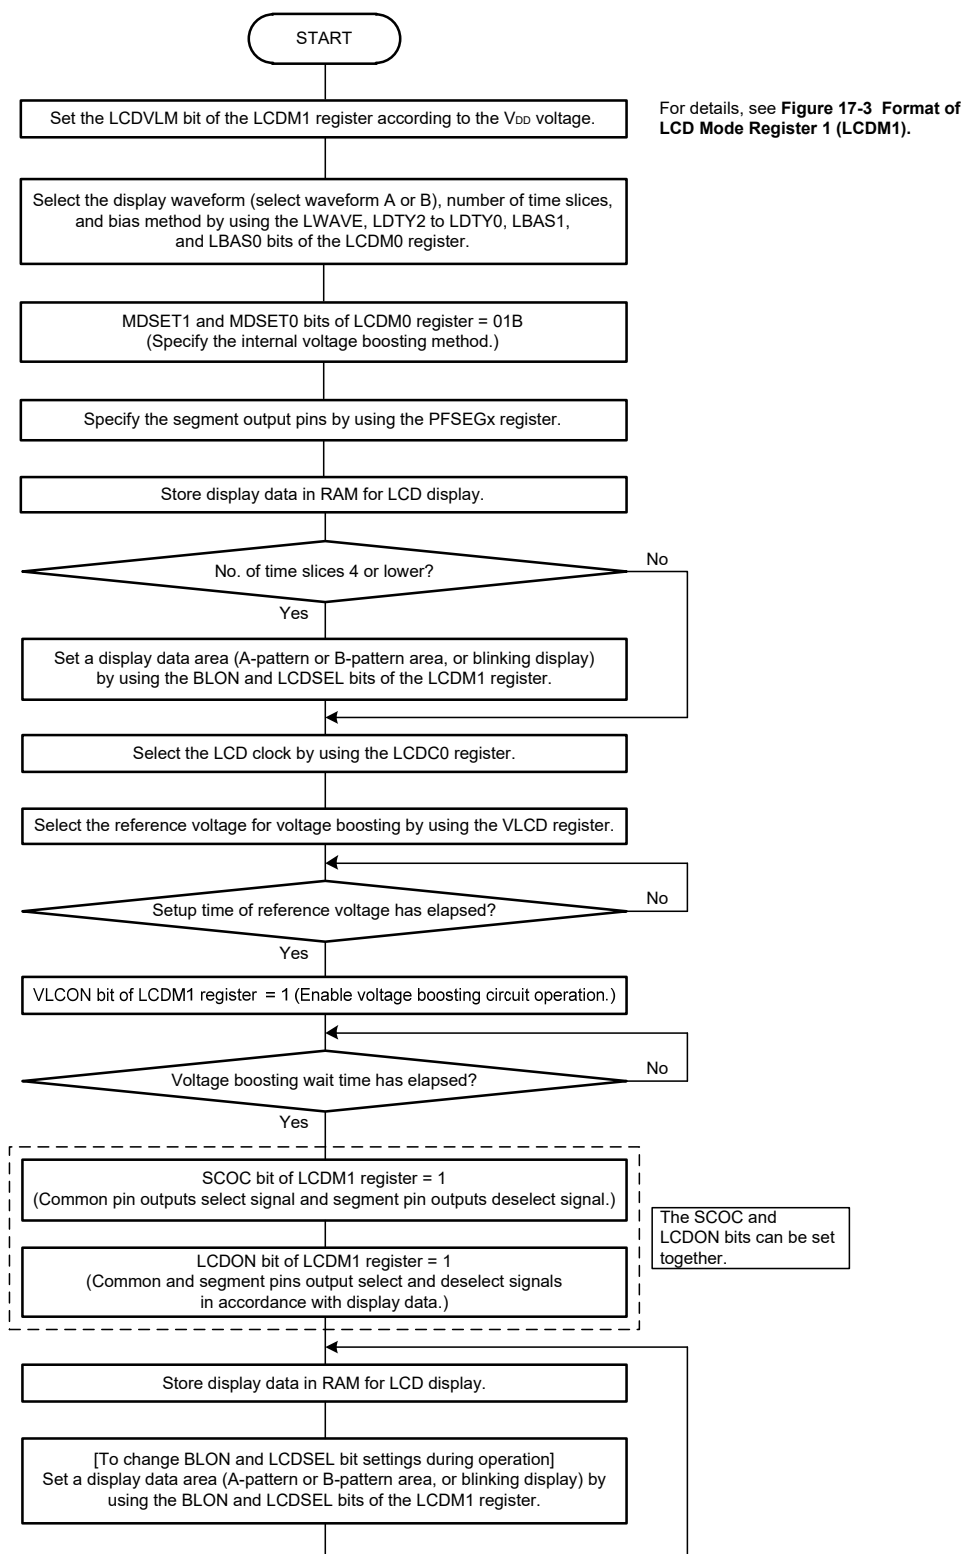 START
Set the LCDVLM bit of the LCDM1 register according to the VDD voltage.
For details, see Figure 17-3 Format of
LCD Mode Register 1 (LCDM1).
Select the display waveform (select waveform A or B), number of time slices,
and bias method by using the LWAVE, LDTY2 to LDTY0, LBAS1,
and LBAS0 bits of the LCDM0 register.
MDSET1 and MDSET0 bits of LCDM0 register = 01B
(Specify the internal voltage boosting method.)
Specify the segment output pins by using the PFSEGx register.
Store display data in RAM for LCD display.
No. of time slices 4 or lower?
No
Yes
Set a display data area (A-pattern or B-pattern area, or blinking display)
by using the BLON and LCDSEL bits of the LCDM1 register.
Select the LCD clock by using the LCDC0 register.
Select the reference voltage for voltage boosting by using the VLCD register.
Setup time of reference voltage has elapsed?
No
Yes
VLCON bit of LCDM1 register = 1 (Enable voltage boosting circuit operation.)
Voltage boosting wait time has elapsed?
No
Yes
SCOC bit of LCDM1 register = 1
(Common pin outputs select signal and segment pin outputs deselect signal.)
The SCOC and
LCDON bits can be set
together.
LCDON bit of LCDM1 register = 1
(Common and segment pins output select and deselect signals
in accordance with display data.)
Store display data in RAM for LCD display.
[To change BLON and LCDSEL bit settings during operation]
Set a display data area (A-pattern or B-pattern area, or blinking display) by
using the BLON and LCDSEL bits of the LCDM1 register.